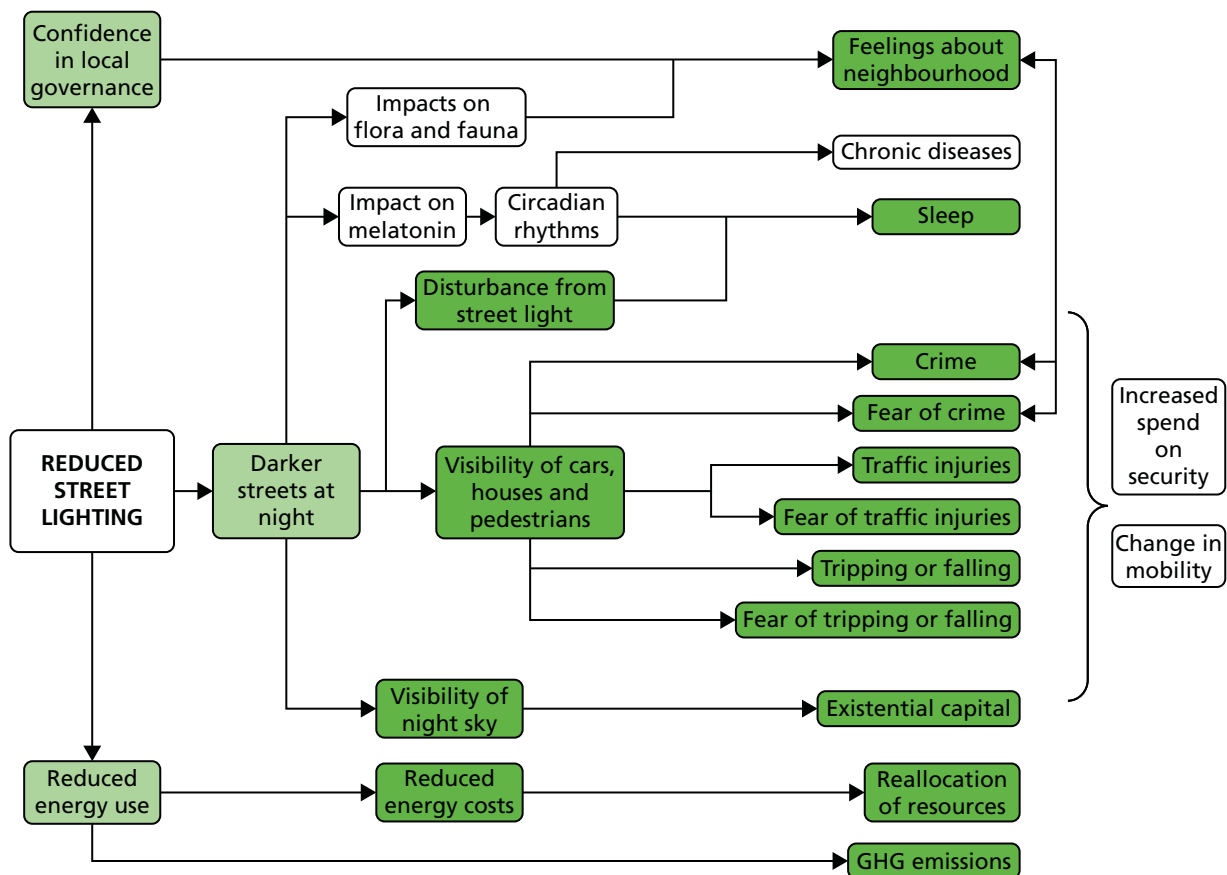 Confidence
in local
governance
Feelings about
neighbourhood
Impacts on
flora and fauna
Chronic diseases
Impact on
melatonin
Circadian
rhythms
Sleep
Disturbance from
street light
Crime
Fear of crime
Increased
spend
on
security
REDUCED
STREET
LIGHTING
Darker
streets at
night
Visibility of cars,
houses and
pedestrians
Traffic injuries
Fear of traffic injuries
Change in
mobility
Tripping or falling
Fear of tripping or falling
Visibility of
night sky
Existential capital
Reduced
energy use
Reduced
energy costs
Reallocation
of resources
GHG emissions